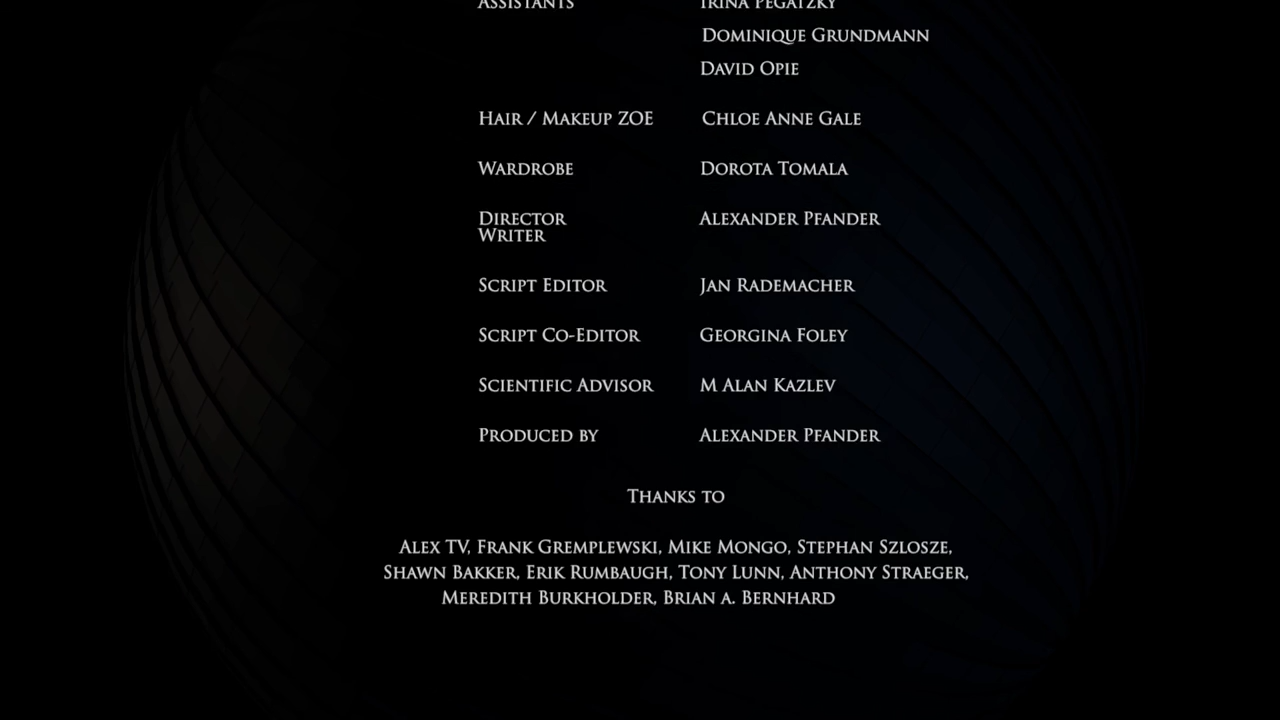 Assistants Irina Pegatzky
Dominique Grundmann
David Opie
Hair / Makeup ZOE Chloe Anne Gale
Wardrobe Dorota Tomala
Director Alexander Pfander
Writer
Script Editor Jan Rademacher
Script Co-Editor Georgina Foley
Scientific Advisor M Alan Kazlev
Produced by Alexander Pfander
Thanks to
Alex TV, Frank Gremplewski, Mike Mongo, Stephan Szlosze,
Shawn Bakker, Erik Rumbaugh, Tony Lunn, Anthony Straeger,
Meredith Burkholder, Brian a. Bernhard